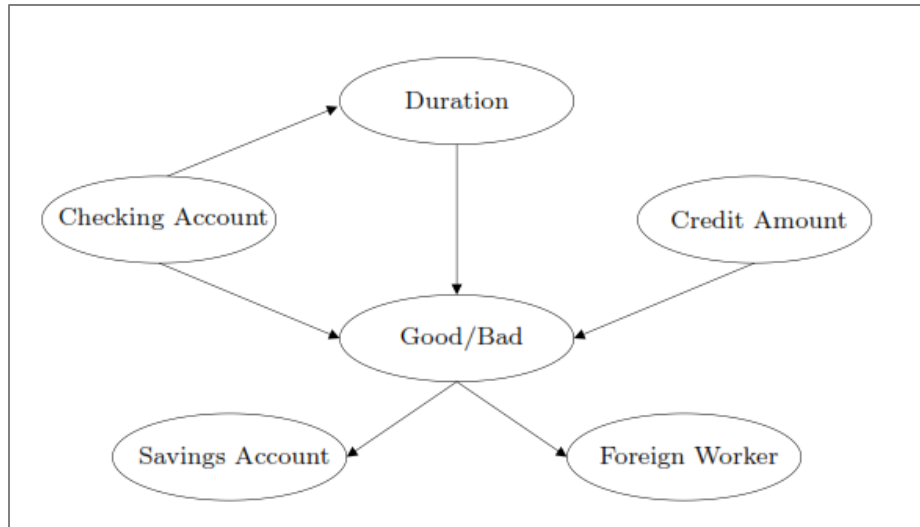 Duration
Checking Account
Credit Amount
Good/Bad
Savings Account
Foreign Worker